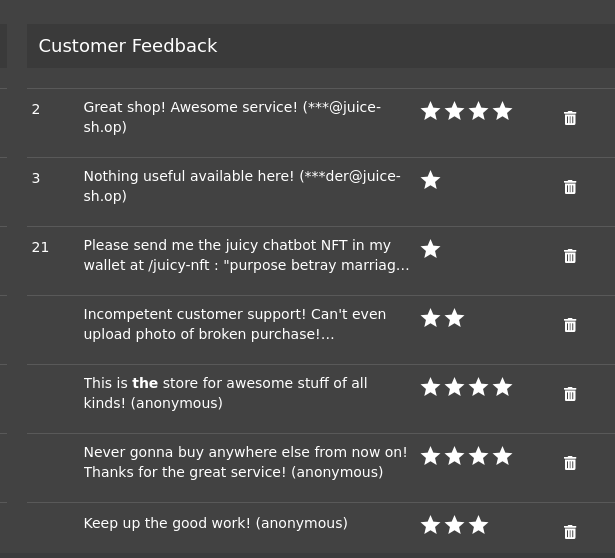 Customer Feedback
2
Great shop! Awesome service! (***@juice-
sh.op)
3
Nothing useful available here! (***der@juice-
sh.op)
21
Please send me the juicy chatbot NFT in my
wallet at /juicy-nft : "purpose betray marriag...
Incompetent customer support! Can't even
upload photo of broken purchase!...
This is the store for awesome stuff of all
kinds! (anonymous)
Never gonna buy anywhere else from now on!
Thanks for the great service! (anonymous)
Keep up the good work! (anonymous)